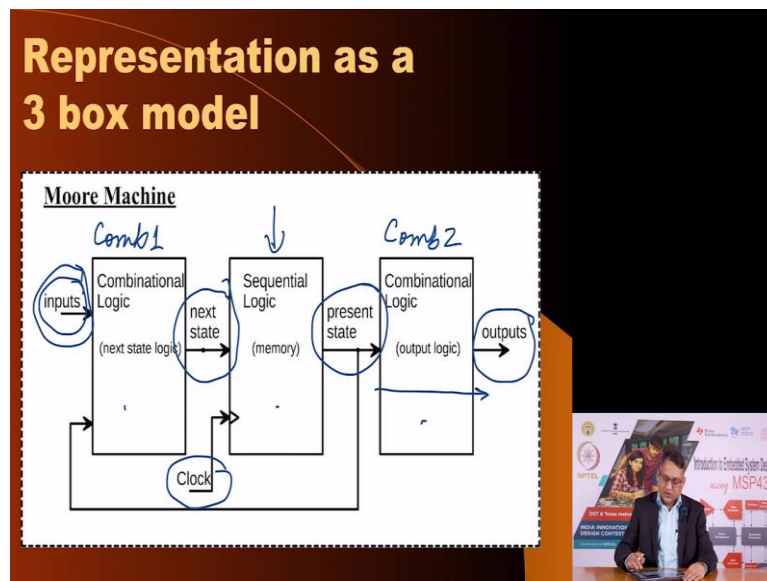 Representation as a
3 box model
Moore Machine
Comb1
Comb2
inputs
Combinational
Logic
(next state logic)
next
state
Sequential
Logic
(memory)
present
state
Combinational
Logic
(output logic)
outputs
Clock
NPTEL
Introduction to Embedded System De
using MSP43
DST & Texas Instru
INDIA INNOVATION
DESIGN CONTEST